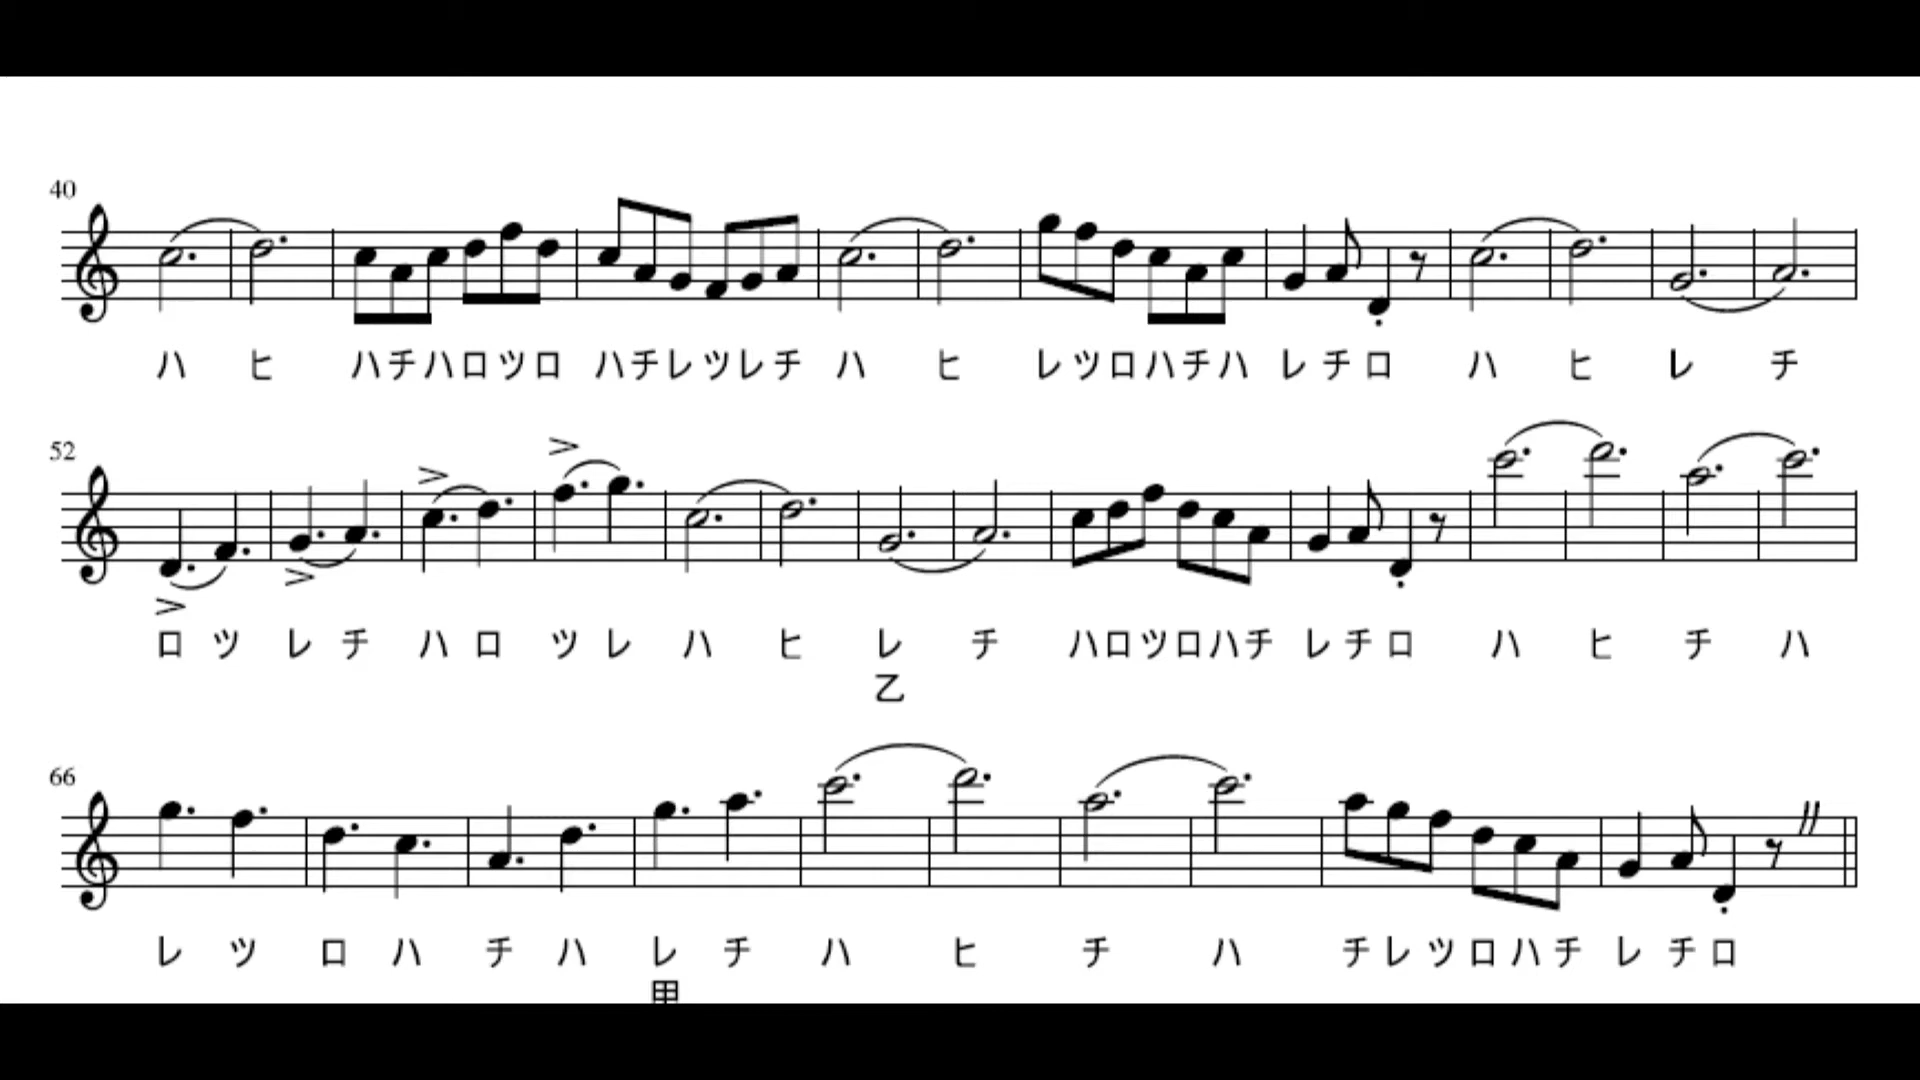 40
ハ ヒ ハチハロツロ ハチレツレチ ハ ヒ レツロハチハ レチロ ハ ヒ レ チ
52
ロ ツ レ チ ハ ロ ツ レ ハ ヒ レ チ ハロツロハチ レチロ ハ ヒ チ ハ
乙
66
レ ツ ロ ハ チ ハ レ チ ハ ヒ チ ハ チレツロハチ レチロ
甲